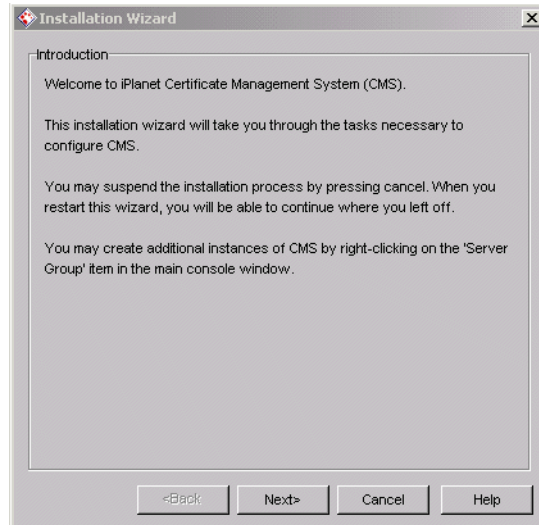 Installation Wizard
Introduction
Welcome to iPlanet Certificate Management System (CMS).
This installation wizard will take you through the tasks necessary to
configure CMS.
You may suspend the installation process by pressing cancel. When you
restart this wizard, you will be able to continue where you left off.
You may create additional instances of CMS by right-clicking on the 'Server
Group' item in the main console window.
<Back Next> Cancel Help